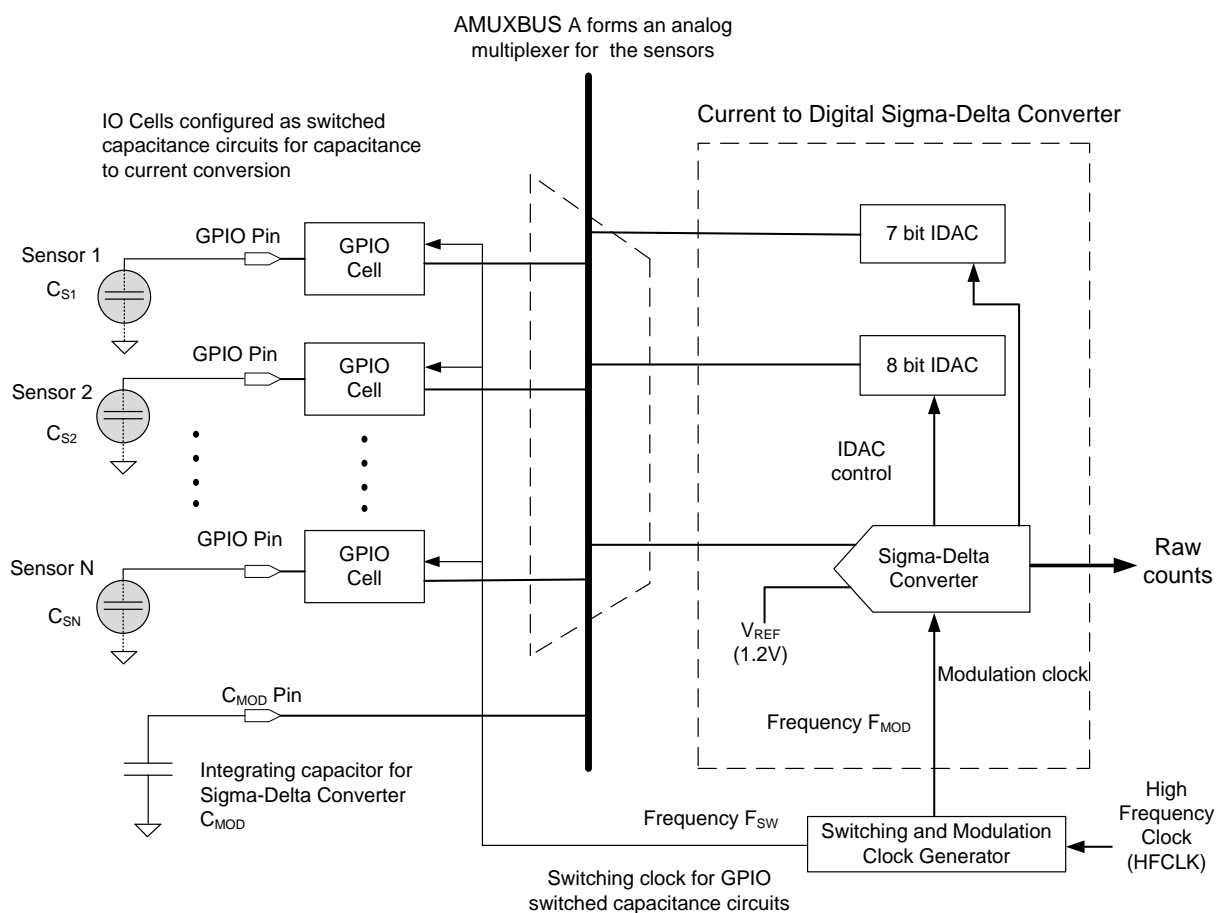 AMUXBUS A forms an analog
multiplexer for the sensors
IO Cells configured as switched
capacitance circuits for capacitance
to current conversion
Current to Digital Sigma-Delta Converter
GPIO Pin
GPIO
Cell
Sensor 1
CS1
7 bit IDAC
GPIO Pin
GPIO
Cell
Sensor 2
CS2
8 bit IDAC
IDAC
control
GPIO Pin
GPIO
Cell
Sensor N
CSN
Sigma-Delta
Converter
Raw
counts
VREF
(1.2V)
Modulation clock
CMOD Pin
Frequency FMOD
Integrating capacitor for
Sigma-Delta Converter
CMOD
Frequency FSW
Switching and Modulation
Clock Generator
High
Frequency
Clock
(HFCLK)
Switching clock for GPIO
switched capacitance circuits